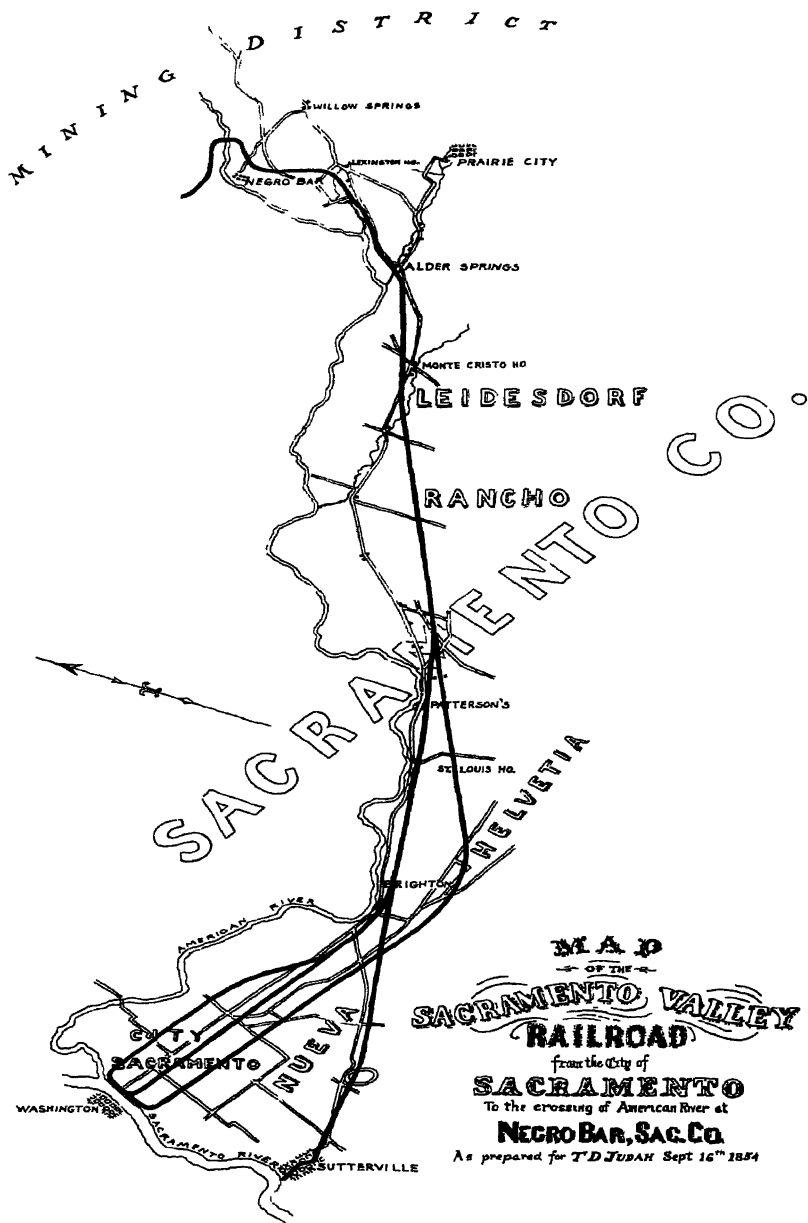 MINING DISTRICT
WILLOW SPRINGS
LEXINGTON HO.
PRAIRIE CITY
NEGRO BAR
ALDER SPRINGS
MONTE CRISTO HO
LEIDESDORF
RANCHO
SACRAMENTO CO.
PATTERSON'S
ST. LOUIS HO.
HELVETIA
BRIGHTON
AMERICAN RIVER
NUEVA
CITY
SACRAMENTO
WASHINGTON
SACRAMENTO RIVER
SUTTERVILLE
MAP
OF THE
SACRAMENTO VALLEY
RAILROAD
from the City of
SACRAMENTO
To the crossing of American River at
NEGRO BAR, SAC. CO.
As prepared for T D JUDAH Sept 16th 1854